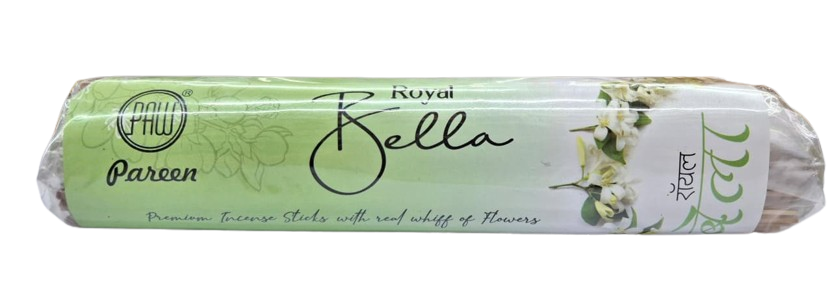 PAW®
Pareen
Royal
Bella
Premium Incense Sticks with real whiff of Flowers
रॉयल
बेला